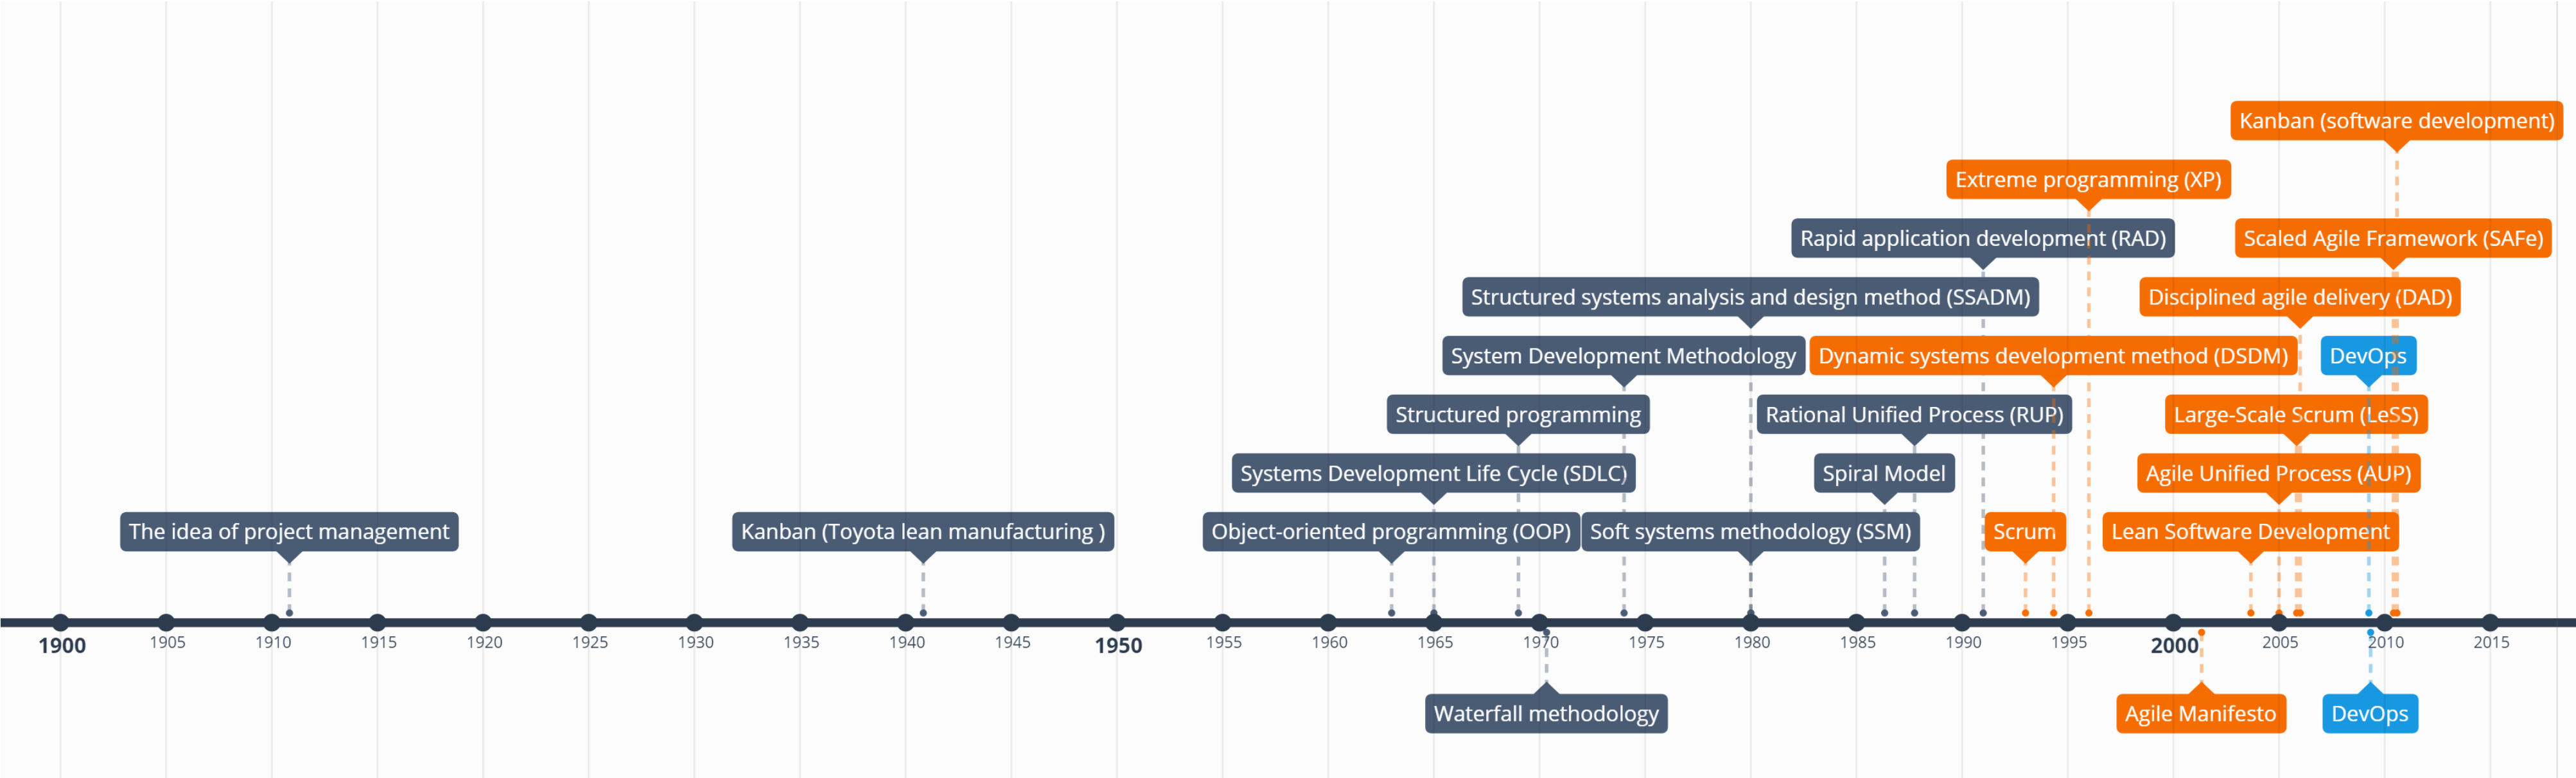 Kanban (software development)
Extreme programming (XP)
Rapid application development (RAD)
Scaled Agile Framework (SAFe)
Structured systems analysis and design method (SSADM)
Disciplined agile delivery (DAD)
System Development Methodology
Dynamic systems development method (DSDM)
DevOps
Structured programming
Rational Unified Process (RUP)
Large-Scale Scrum (LeSS)
Systems Development Life Cycle (SDLC)
Spiral Model
Agile Unified Process (AUP)
The idea of project management
Kanban (Toyota lean manufacturing )
Object-oriented programming (OOP)
Soft systems methodology (SSM)
Scrum
Lean Software Development
1900 1905 1910 1915 1920 1925 1930 1935 1940 1945 1950 1955 1960 1965 1970 1975 1980 1985 1990 1995 2000 2005 2010 2015
Waterfall methodology
Agile Manifesto
DevOps